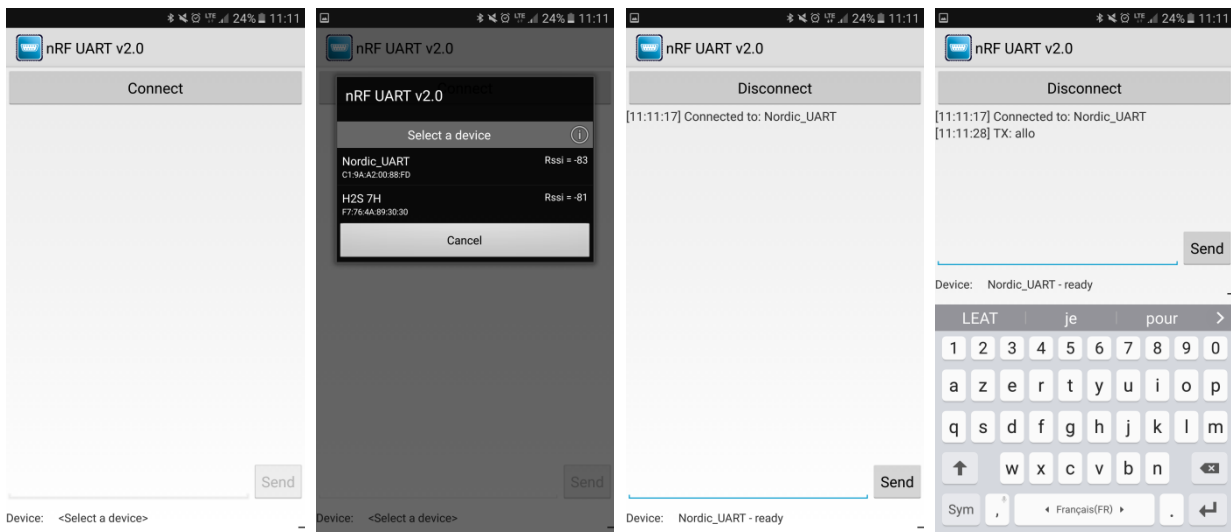 24% 11:11
nRF UART v2.0
Connect
Send
Device: <Select a device>
24% 11:11
nRF UART v2.0
Connect
nRF UART v2.0
Select a device
Nordic_UART Rssi = -83
C1:9A:A2:00:88:FD
H2S 7H Rssi = -81
F7:76:4A:89:30:30
Cancel
Send
Device: <Select a device>
LTE 24% 11:11
nRF UART v2.0
Disconnect
[11:11:17] Connected to: Nordic_UART
Send
Device: Nordic_UART - ready
LTE 24% 11:11
nRF UART v2.0
Disconnect
[11:11:17] Connected to: Nordic_UART
[11:11:28] TX: allo
Send
Device: Nordic_UART - ready
LEAT je pour >
1 2 3 4 5 6 7 8 9 0
a z e r t y u i o p
q s d f g h j k l m
w x c v b n
Sym , Français(FR) .